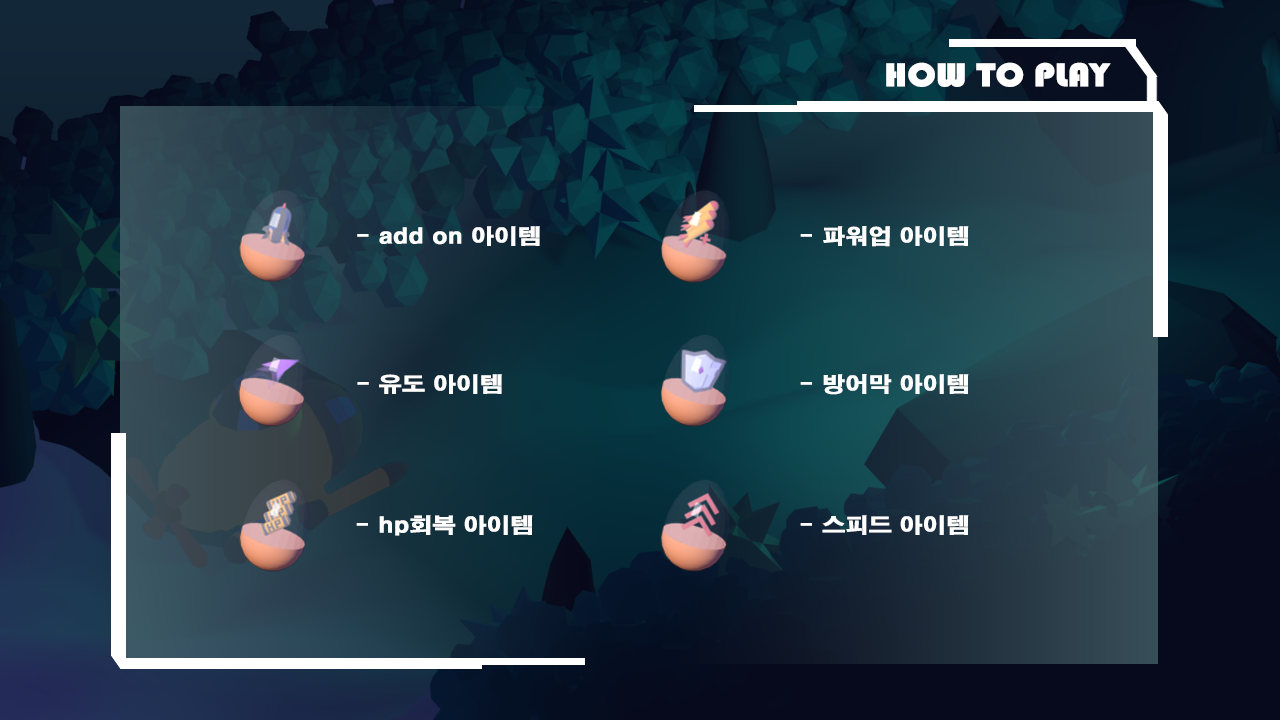 HOW TO PLAY
- add on 아이템
- 파워업 아이템
- 유도 아이템
- 방어막 아이템
- hp회복 아이템
- 스피드 아이템